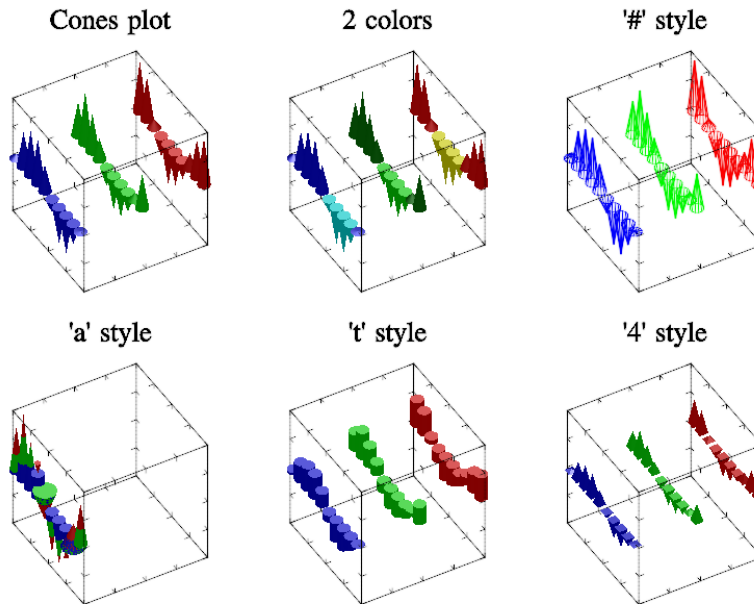 Cones plot
2 colors
'#' style
'a' style
't' style
'4' style